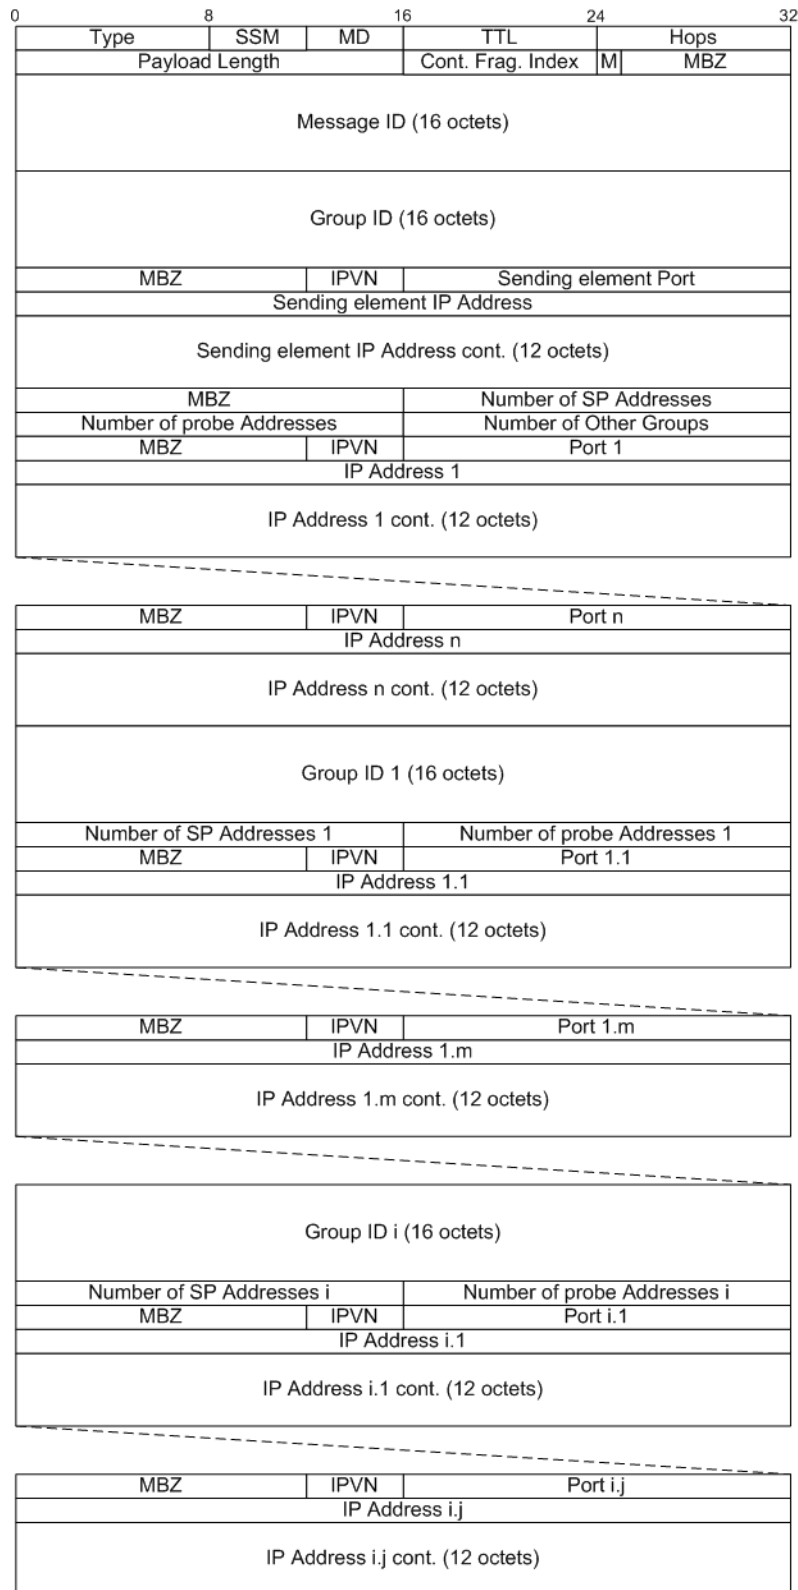 0 8 16 24 32
Type SSM MD TTL Hops
Payload Length Cont. Frag. Index M MBZ
Message ID (16 octets)
Group ID (16 octets)
MBZ IPVN Sending element Port
Sending element IP Address
Sending element IP Address cont. (12 octets)
MBZ Number of SP Addresses
Number of probe Addresses Number of Other Groups
MBZ IPVN Port 1
IP Address 1
IP Address 1 cont. (12 octets)
MBZ IPVN Port n
IP Address n
IP Address n cont. (12 octets)
Group ID 1 (16 octets)
Number of SP Addresses 1 Number of probe Addresses 1
MBZ IPVN Port 1.1
IP Address 1.1
IP Address 1.1 cont. (12 octets)
MBZ IPVN Port 1.m
IP Address 1.m
IP Address 1.m cont. (12 octets)
Group ID i (16 octets)
Number of SP Addresses i Number of probe Addresses i
MBZ IPVN Port i.1
IP Address i.1
IP Address i.1 cont. (12 octets)
MBZ IPVN Port i.j
IP Address i.j
IP Address i.j cont. (12 octets)